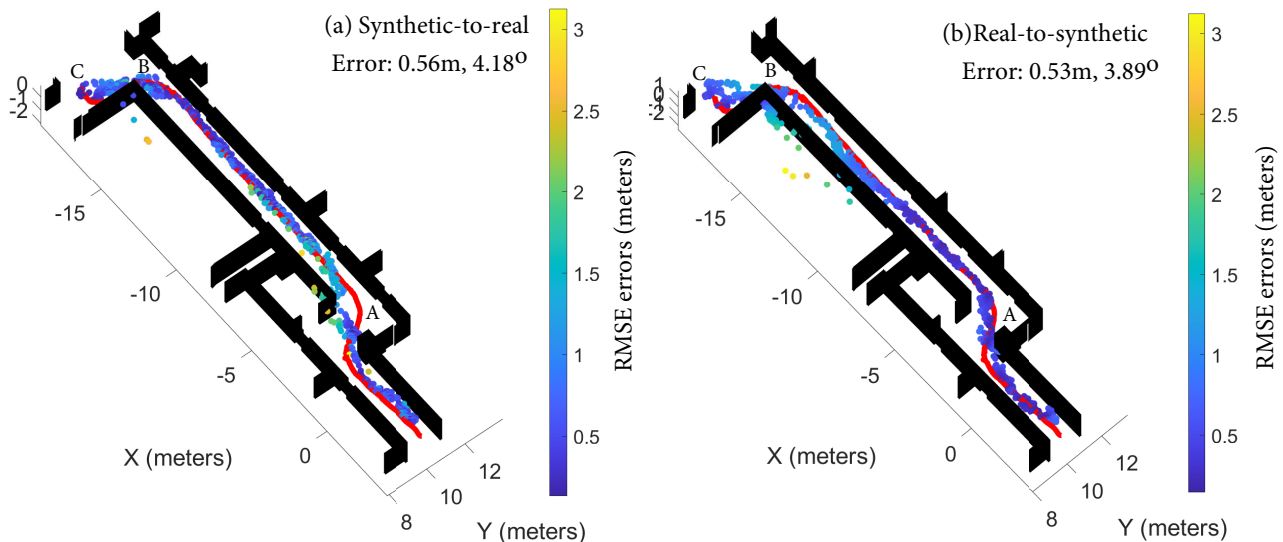 (a) Synthetic-to-real
Error: 0.56m, 4.18º
C
B
A
0
-1
-2
-15
-10
-5
0
X (meters)
8
10
12
Y (meters)
3
2.5
2
1.5
1
0.5
RMSE errors (meters)
(b)Real-to-synthetic
Error: 0.53m, 3.89º
C
B
A
1
0
-1
-2
-15
-10
-5
0
X (meters)
8
10
12
Y (meters)
3
2.5
2
1.5
1
0.5
RMSE errors (meters)